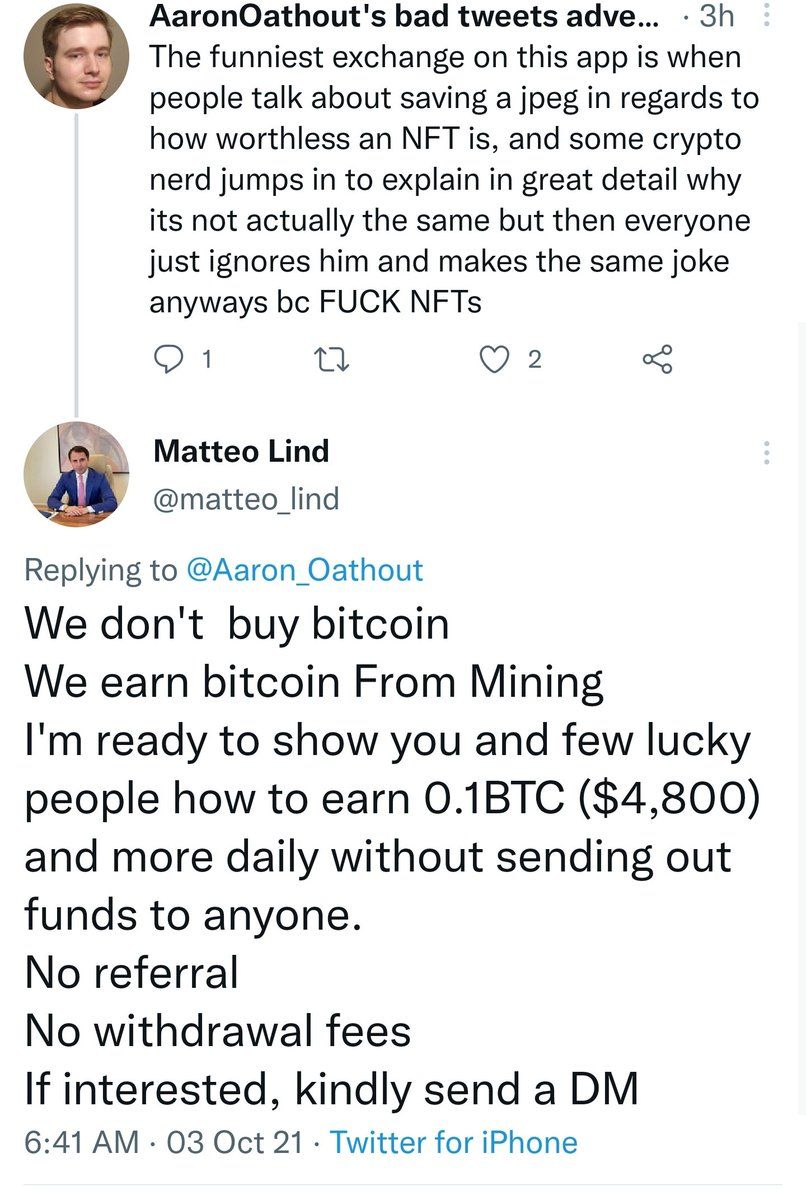 AaronOathout's bad tweets adve... · 3h
The funniest exchange on this app is when
people talk about saving a jpeg in regards to
how worthless an NFT is, and some crypto
nerd jumps in to explain in great detail why
its not actually the same but then everyone
just ignores him and makes the same joke
anyways bc FUCK NFTs
1 2
Matteo Lind
@matteo_lind
Replying to @Aaron_Oathout
We don't  buy bitcoin
We earn bitcoin From Mining
I'm ready to show you and few lucky
people how to earn 0.1BTC ($4,800)
and more daily without sending out
funds to anyone.
No referral
No withdrawal fees
If interested, kindly send a DM
6:41 AM · 03 Oct 21 · Twitter for iPhone